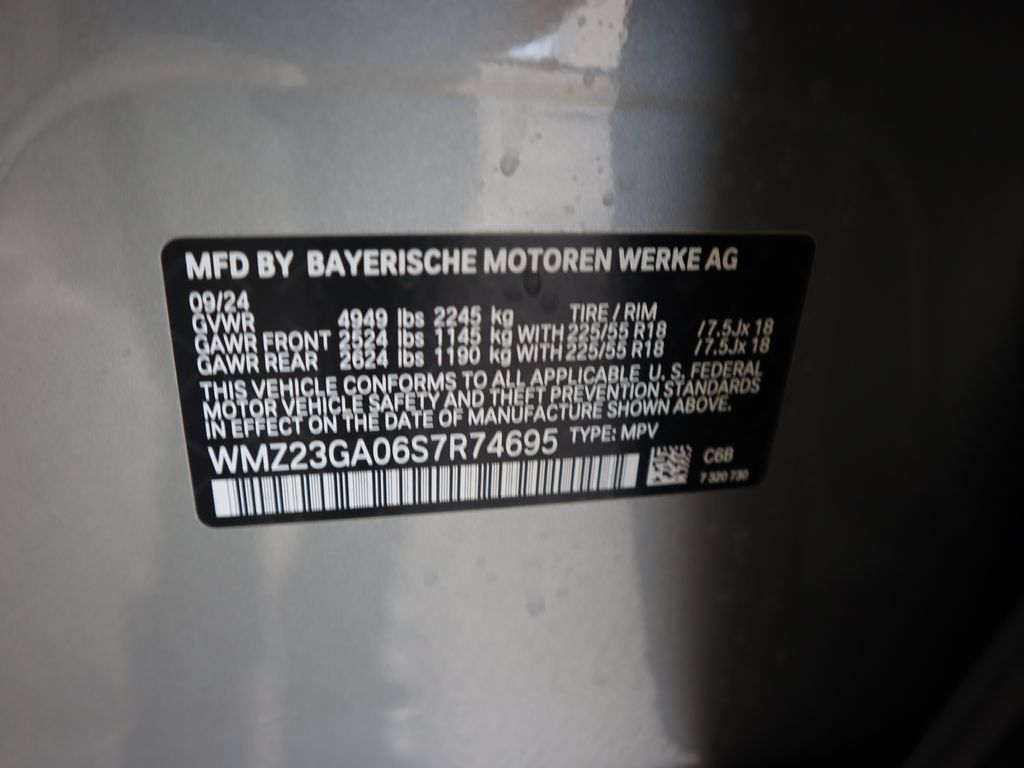 MFD BY BAYERISCHE MOTOREN WERKE AG
09/24
GVWR 4949 lbs 2245 kg TIRE / RIM
GAWR FRONT 2524 lbs 1145 kg WITH 225/55 R18 /7.5Jx18
GAWR REAR 2624 lbs 1190 kg WITH 225/55 R18 /7.5Jx18
THIS VEHICLE CONFORMS TO ALL APPLICABLE U.S. FEDERAL
MOTOR VEHICLE SAFETY AND THEFT PREVENTION STANDARDS
IN EFFECT ON THE DATE OF MANUFACTURE SHOWN ABOVE.
WMZ23GA06S7R74695 TYPE: MPV
C6B
7 320 730